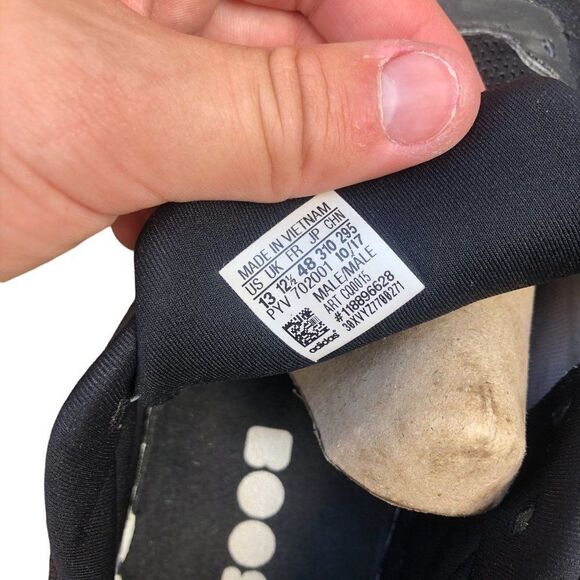 MADE IN VIETNAM
US UK FR JP CHN
13 12½ 48 310 295
PYV 702001 10/17
MALE/MALE
ART CQ0015
#118896628
30XVYZ7790271
adidas